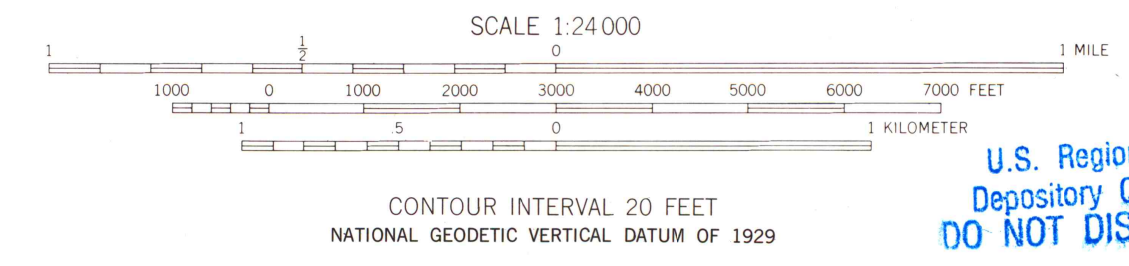 SCALE 1:24 000
1 1/2 0 1 MILE
1000 0 1000 2000 3000 4000 5000 6000 7000 FEET
1 .5 0 1 KILOMETER
CONTOUR INTERVAL 20 FEET
NATIONAL GEODETIC VERTICAL DATUM OF 1929
U.S.
Depository
DO NOT